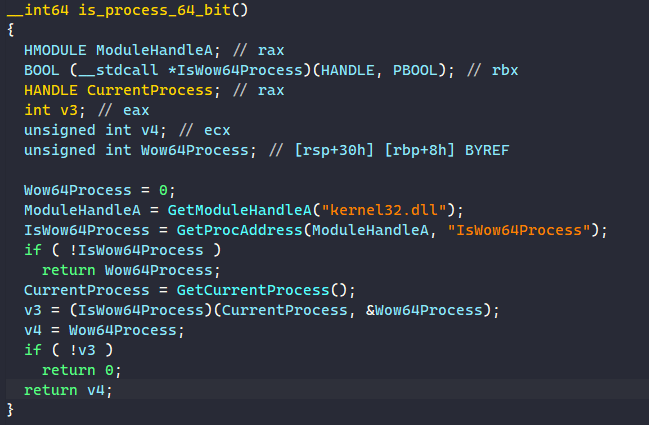 __int64 is_process_64_bit()
{
  HMODULE ModuleHandleA; // rax
  BOOL (__stdcall *IsWow64Process)(HANDLE, PBOOL); // rbx
  HANDLE CurrentProcess; // rax
  int v3; // eax
  unsigned int v4; // ecx
  unsigned int Wow64Process; // [rsp+30h] [rbp+8h] BYREF

  Wow64Process = 0;
  ModuleHandleA = GetModuleHandleA("kernel32.dll");
  IsWow64Process = GetProcAddress(ModuleHandleA, "IsWow64Process");
  if ( !IsWow64Process )
    return Wow64Process;
  CurrentProcess = GetCurrentProcess();
  v3 = (IsWow64Process)(CurrentProcess, &Wow64Process);
  v4 = Wow64Process;
  if ( !v3 )
    return 0;
  return v4;
}